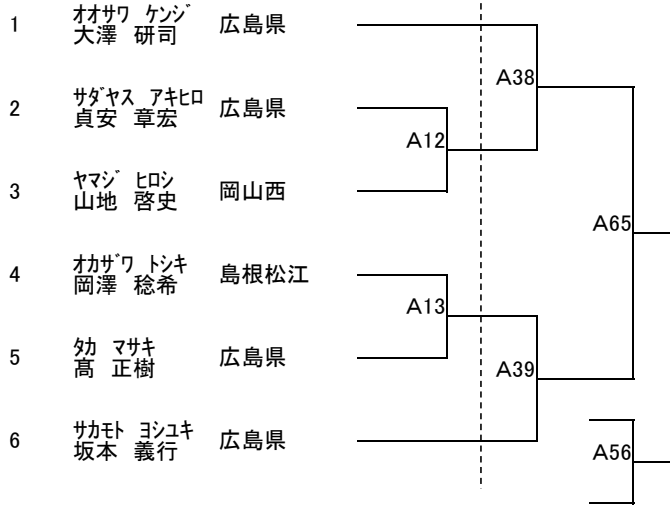 オオサワ ケンジ
1 大澤 研司 広島県
A38
サダヤス アキヒロ
2 貞安 章宏 広島県
A12
ヤマジ ヒロシ
3 山地 啓史 岡山西
A65
オカザワ トシキ
4 岡澤 稔希 島根松江
A13
タカ マサキ
5 髙 正樹 広島県
A39
サカモト ヨシユキ
6 坂本 義行 広島県
A56